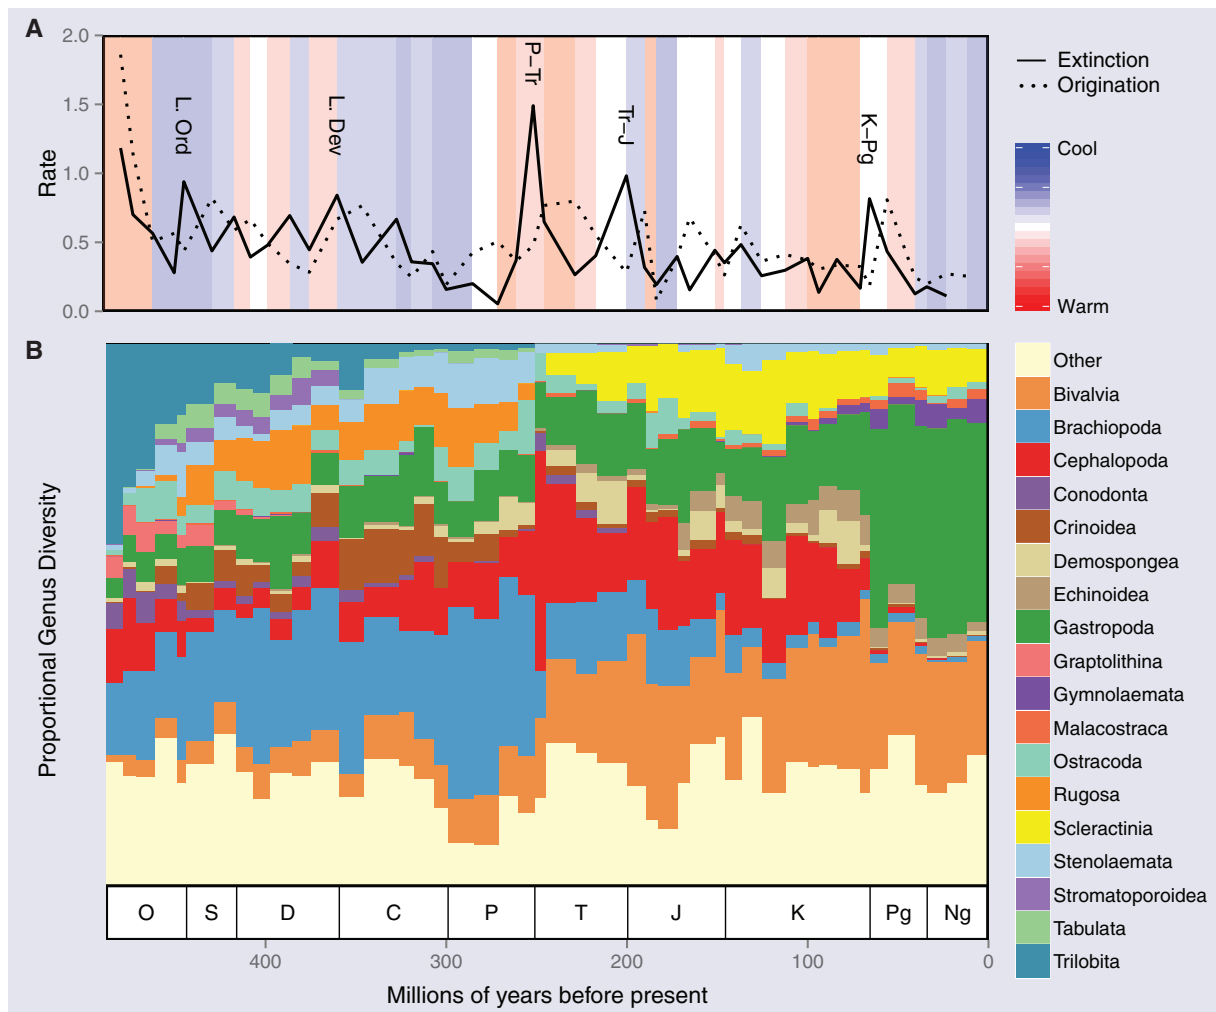 A
2.0
1.5
1.0
0.5
0.0
Rate
L. Ord
L. Dev
P–Tr
Tr–J
K–Pg
Extinction
Origination
Cool
Warm
B
Proportional Genus Diversity
Other
Bivalvia
Brachiopoda
Cephalopoda
Conodonta
Crinoidea
Demospongea
Echinoidea
Gastropoda
Graptolithina
Gymnolaemata
Malacostraca
Ostracoda
Rugosa
Scleractinia
Stenolaemata
Stromatoporoidea
Tabulata
Trilobita
O S D C P T J K Pg Ng
400 300 200 100 0
Millions of years before present